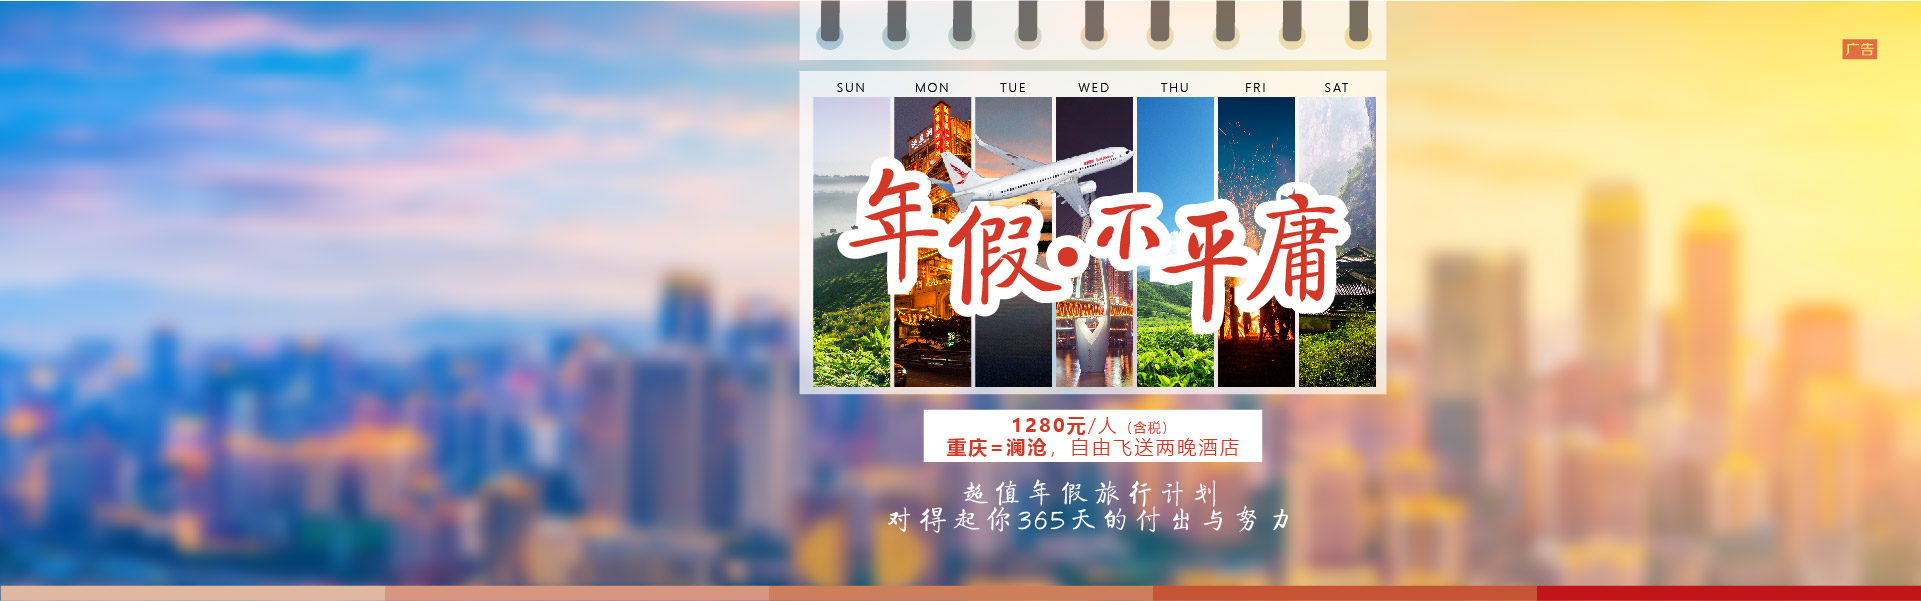 广告
SUN MON TUE WED THU FRI SAT
年假·不平庸
1280元/人（含税）
重庆=澜沧，自由飞送两晚酒店
超值年假旅行计划
对得起你365天的付出与努力